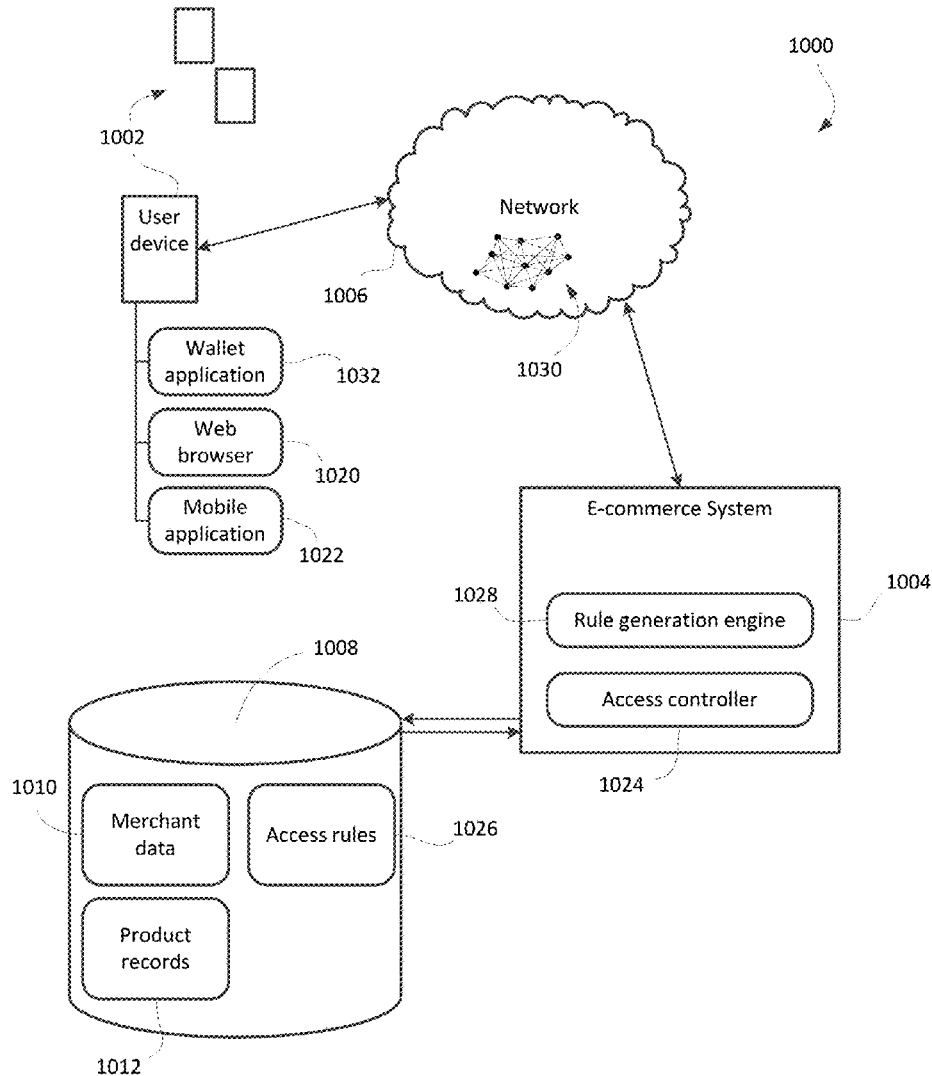 1000
1002
User
device
Network
1006
1030
Wallet
application
1032
Web
browser
1020
Mobile
application
1022
E-commerce System
1004
1028
Rule generation engine
Access controller
1024
1008
1010
Merchant
data
Access rules
1026
Product
records
1012